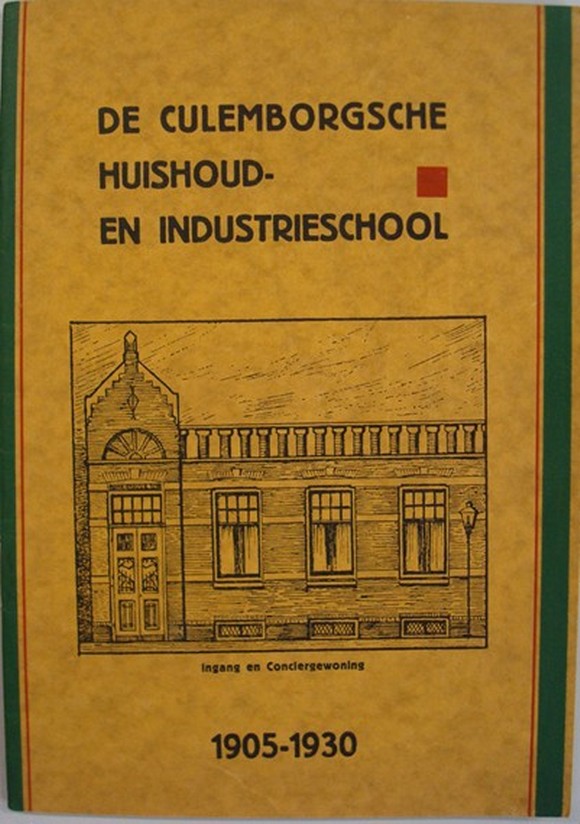 DE CULEMBORGSCHE
HUISHOUD-
EN INDUSTRIESCHOOL
Ingang en Conciergewoning
1905-1930